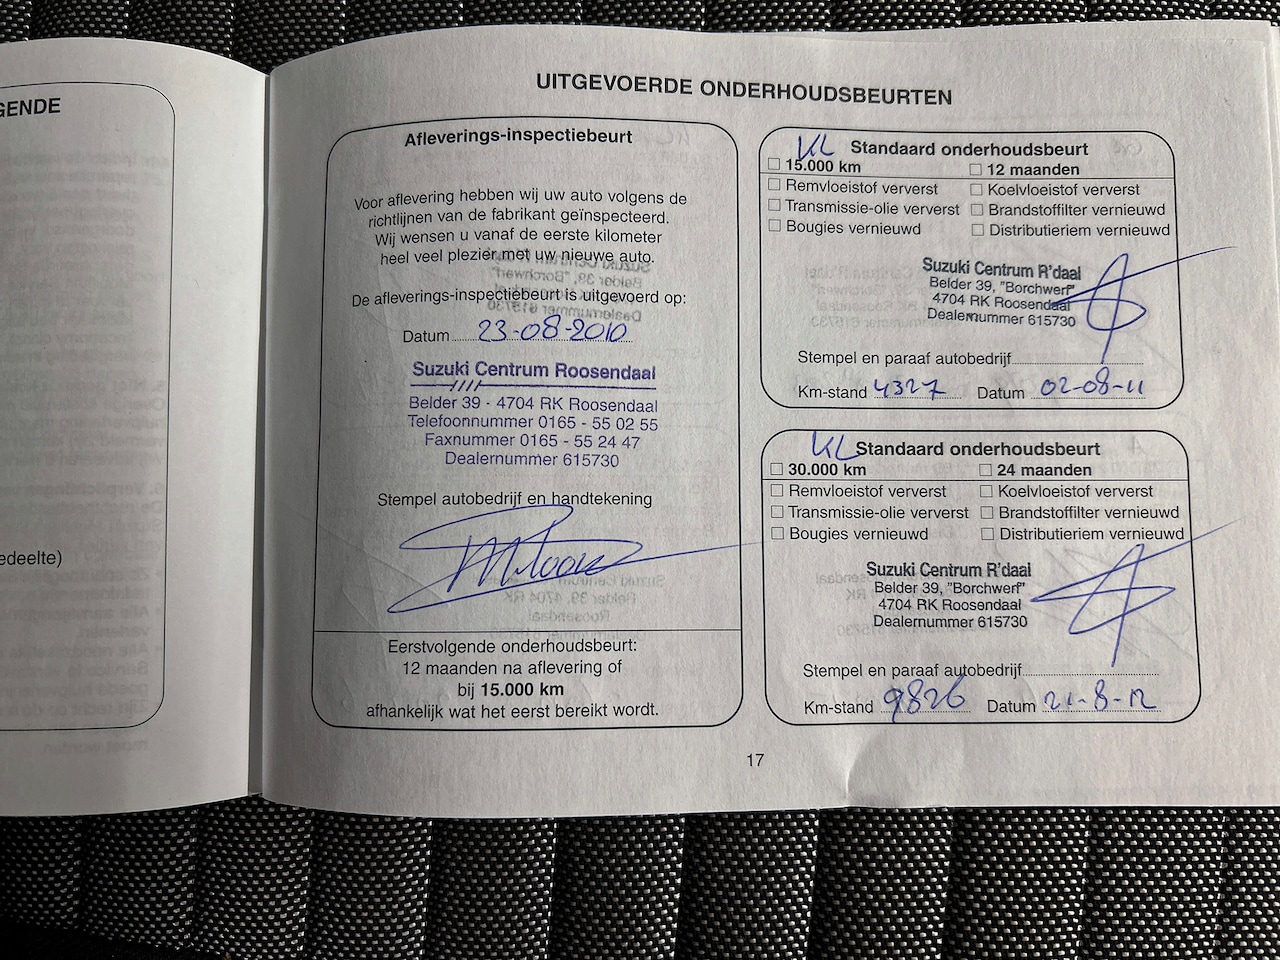 GENDE
edeelte)
UITGEVOERDE ONDERHOUDSBEURTEN
Afleverings-inspectiebeurt
Voor aflevering hebben wij uw auto volgens de
richtlijnen van de fabrikant geïnspecteerd.
Wij wensen u vanaf de eerste kilometer
heel veel plezier met uw nieuwe auto.
De afleverings-inspectiebeurt is uitgevoerd op:
Datum 23-08-2010
Suzuki Centrum Roosendaal
Belder 39 - 4704 RK Roosendaal
Telefoonnummer 0165 - 55 02 55
Faxnummer 0165 - 55 24 47
Dealernummer 615730
Stempel autobedrijf en handtekening
Eerstvolgende onderhoudsbeurt:
12 maanden na aflevering of
bij 15.000 km
afhankelijk wat het eerst bereikt wordt.
KL Standaard onderhoudsbeurt
15.000 km 12 maanden
Remvloeistof ververst Koelvloeistof ververst
Transmissie-olie ververst Brandstoffilter vernieuwd
Bougies vernieuwd Distributieriem vernieuwd
Suzuki Centrum R'daal
Belder 39, "Borchwerf"
4704 RK Roosendaal
Dealernummer 615730
Stempel en paraaf autobedrijf
Km-stand 4327 Datum 02-08-11
KL Standaard onderhoudsbeurt
30.000 km 24 maanden
Remvloeistof ververst Koelvloeistof ververst
Transmissie-olie ververst Brandstoffilter vernieuwd
Bougies vernieuwd Distributieriem vernieuwd
Suzuki Centrum R'daal
Belder 39, "Borchwerf"
4704 RK Roosendaal
Dealernummer 615730
Stempel en paraaf autobedrijf
Km-stand 9826 Datum 21-8-12
17